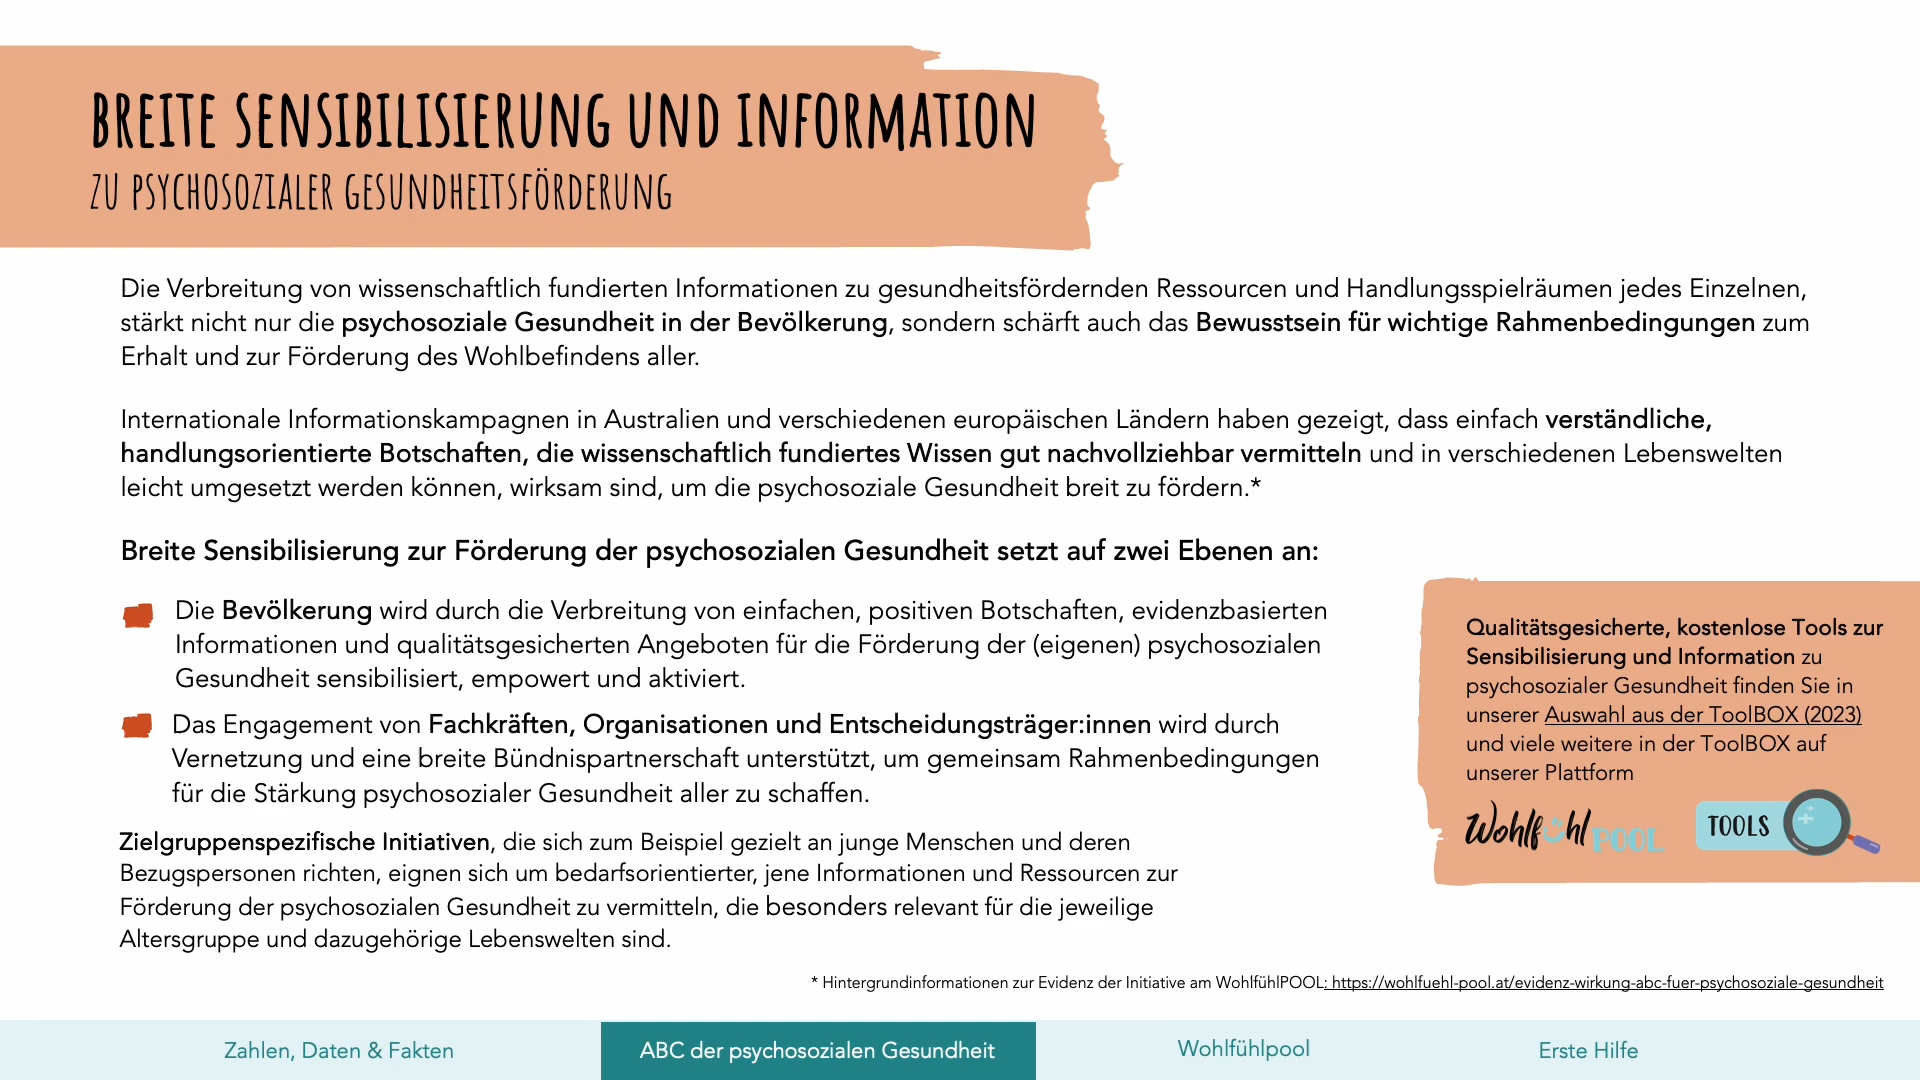 BREITE SENSIBILISIERUNG UND INFORMATION
ZU PSYCHOSOZIALER GESUNDHEITSFÖRDERUNG
Die Verbreitung von wissenschaftlich fundierten Informationen zu gesundheitsfördernden Ressourcen und Handlungsspielräumen jedes Einzelnen,
stärkt nicht nur die psychosoziale Gesundheit in der Bevölkerung, sondern schärft auch das Bewusstsein für wichtige Rahmenbedingungen zum
Erhalt und zur Förderung des Wohlbefindens aller.
Internationale Informationskampagnen in Australien und verschiedenen europäischen Ländern haben gezeigt, dass einfach verständliche,
handlungsorientierte Botschaften, die wissenschaftlich fundiertes Wissen gut nachvollziehbar vermitteln und in verschiedenen Lebenswelten
leicht umgesetzt werden können, wirksam sind, um die psychosoziale Gesundheit breit zu fördern.*
Breite Sensibilisierung zur Förderung der psychosozialen Gesundheit setzt auf zwei Ebenen an:
Die Bevölkerung wird durch die Verbreitung von einfachen, positiven Botschaften, evidenzbasierten
Informationen und qualitätsgesicherten Angeboten für die Förderung der (eigenen) psychosozialen
Gesundheit sensibilisiert, empowert und aktiviert.
Das Engagement von Fachkräften, Organisationen und Entscheidungsträger:innen wird durch
Vernetzung und eine breite Bündnispartnerschaft unterstützt, um gemeinsam Rahmenbedingungen
für die Stärkung psychosozialer Gesundheit aller zu schaffen.
Zielgruppenspezifische Initiativen, die sich zum Beispiel gezielt an junge Menschen und deren
Bezugspersonen richten, eignen sich um bedarfsorientierter, jene Informationen und Ressourcen zur
Förderung der psychosozialen Gesundheit zu vermitteln, die besonders relevant für die jeweilige
Altersgruppe und dazugehörige Lebenswelten sind.
Qualitätsgesicherte, kostenlose Tools zur
Sensibilisierung und Information zu
psychosozialer Gesundheit finden Sie in
unserer Auswahl aus der ToolBOX (2023)
und viele weitere in der ToolBOX auf
unserer Plattform
Wohlfühl POOL
TOOLS
* Hintergrundinformationen zur Evidenz der Initiative am WohlfühlPOOL: https://wohlfuehl-pool.at/evidenz-wirkung-abc-fuer-psychosoziale-gesundheit
Zahlen, Daten & Fakten
ABC der psychosozialen Gesundheit
Wohlfühlpool
Erste Hilfe